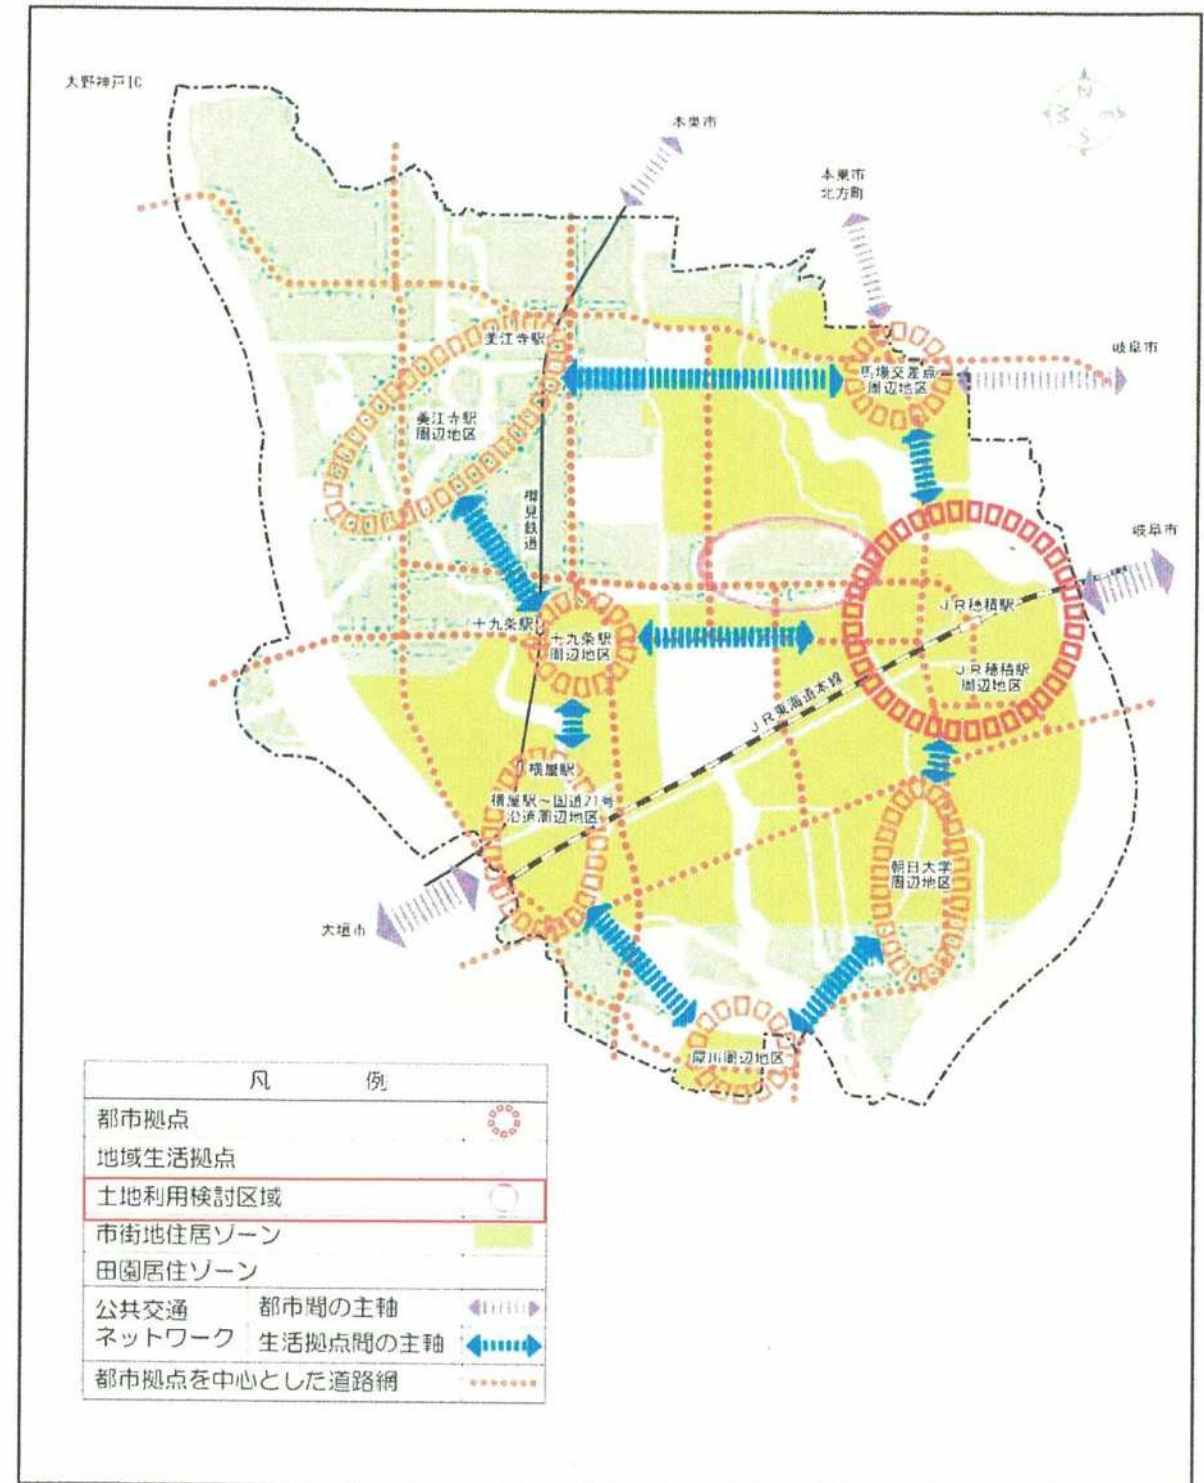 大野神戸IC
本巣市
本巣市
北方町
N
E
S
W
岐阜市
美江寺駅
馬場交差点
周辺地区
美江寺駅
周辺地区
樽見鉄道
岐阜市
JR穂積駅
十九条駅
十九条駅
周辺地区
JR穂積駅
周辺地区
JR東海道本線
横屋駅
横屋駅~国道21号
沿道周辺地区
朝日大学
周辺地区
大垣市
犀川周辺地区
凡 例
都市拠点
地域生活拠点
土地利用検討区域
市街地住居ゾーン
田園居住ゾーン
公共交通
ネットワーク
都市間の主軸
生活拠点間の主軸
都市拠点を中心とした道路網